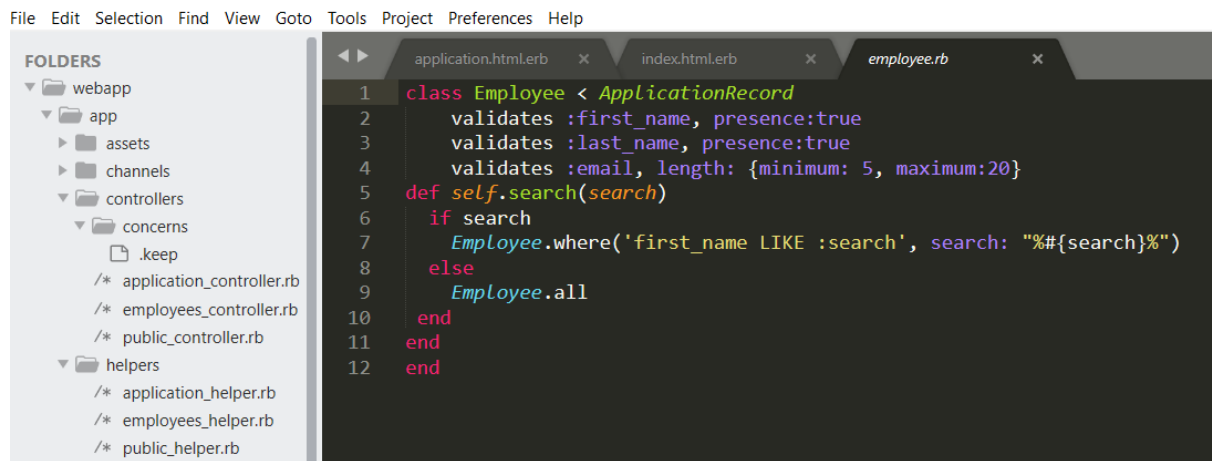 File Edit Selection Find View Goto Tools Project Preferences Help
FOLDERS
webapp
app
assets
channels
controllers
concerns
.keep
/* application_controller.rb
/* employees_controller.rb
/* public_controller.rb
helpers
/* application_helper.rb
/* employees_helper.rb
/* public_helper.rb
application.html.erb × index.html.erb × employee.rb ×
1 class Employee < ApplicationRecord
2 validates :first_name, presence:true
3 validates :last_name, presence:true
4 validates :email, length: {minimum: 5, maximum:20}
5 def self.search(search)
6 if search
7 Employee.where('first_name LIKE :search', search: "%#{search}%")
8 else
9 Employee.all
10 end
11 end
12 end